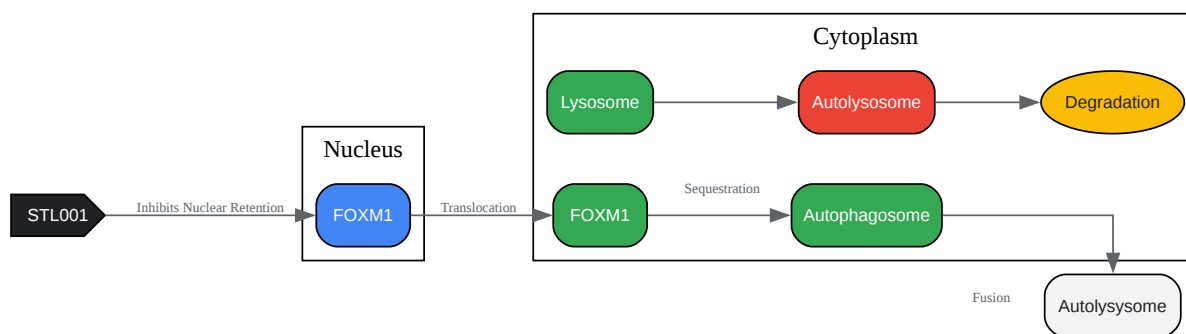 Cytoplasm
Lysosome
Autolysosome
Degradation
Nucleus
STL001
Inhibits Nuclear Retention
FOXM1
Translocation
FOXM1
Sequestration
Autophagosome
Fusion
Autolysysome